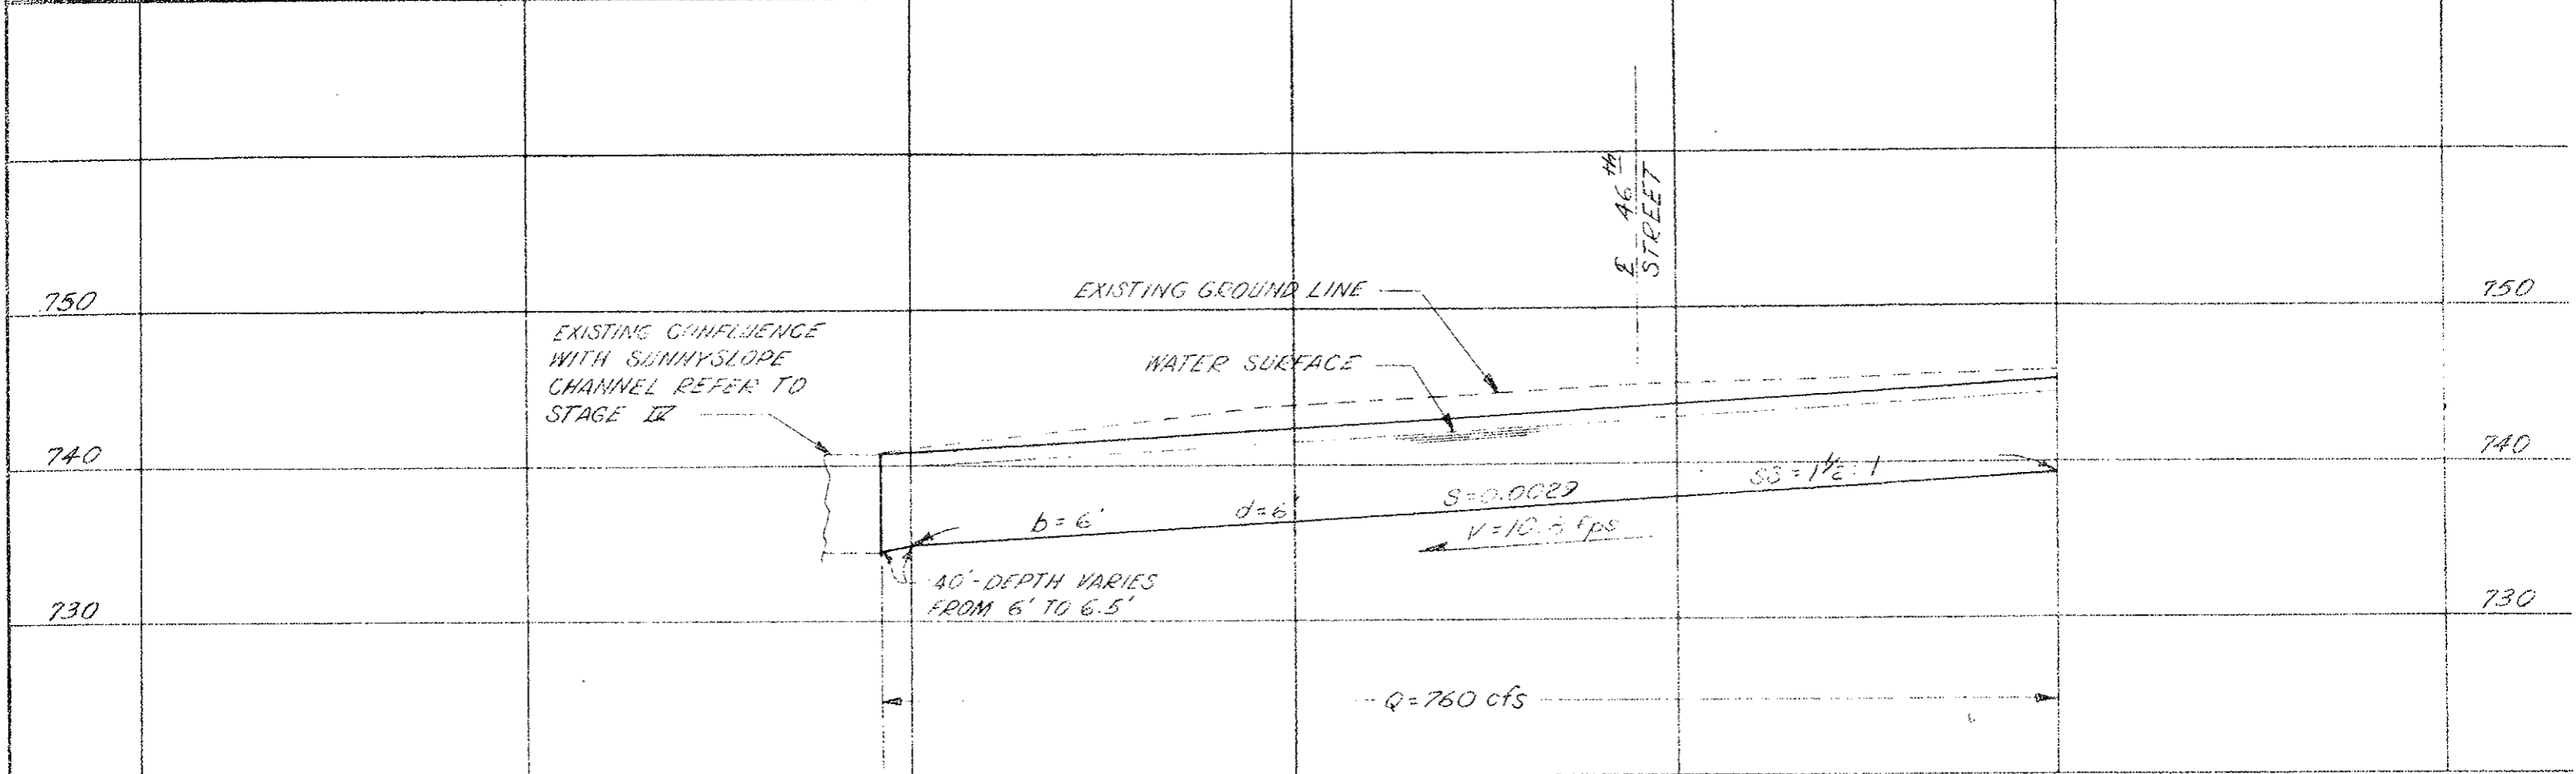 ℄ 46th
STREET
750
EXISTING GROUND LINE
750
EXISTING CONFLUENCE
WITH SUNNYSLOPE
CHANNEL REFER TO
STAGE IV
WATER SURFACE
740
740
SS=1½:1
S=0.0029
b=6'
d=6'
fps
40'-DEPTH VARIES
FROM 6' TO 6.5'
730
730
Q=760 cfs